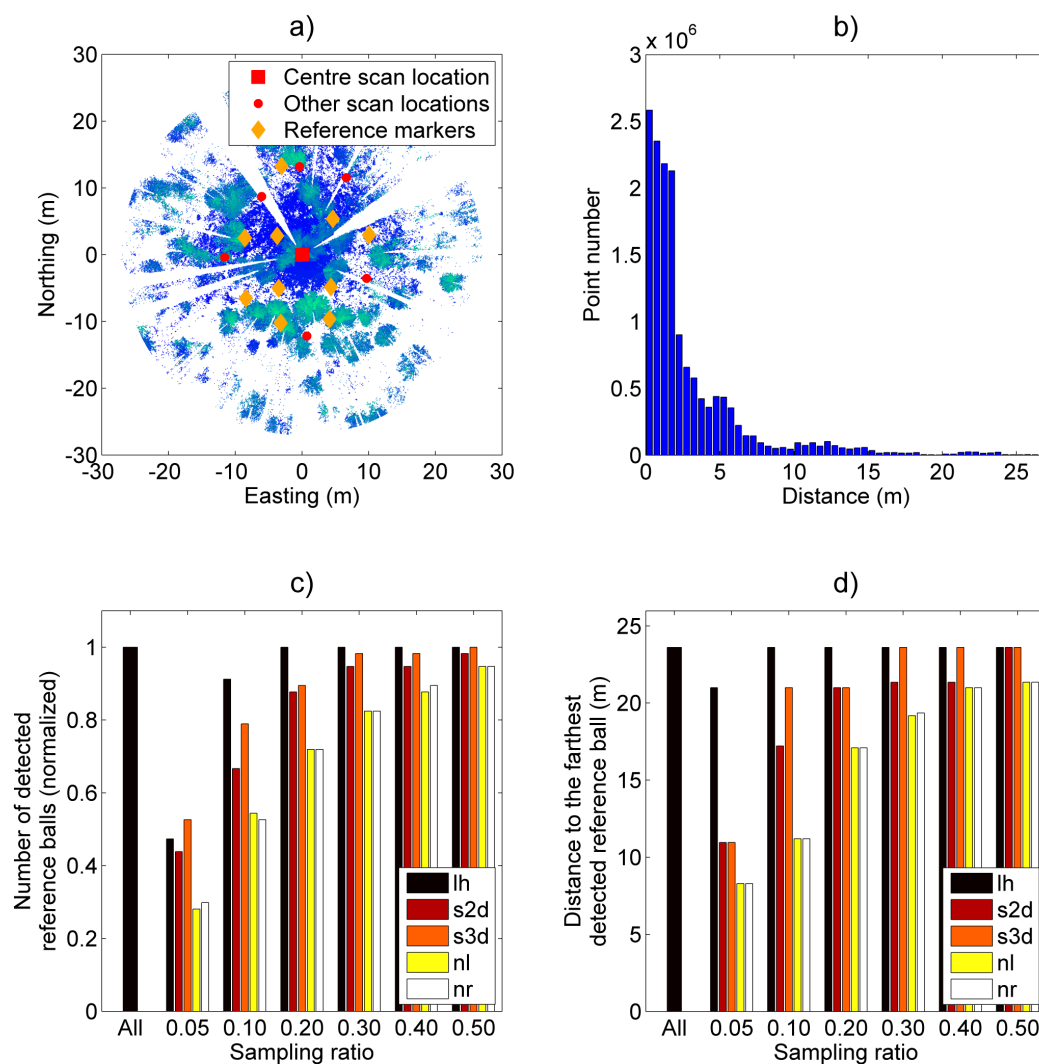 a)
30
20
10
0
-10
-20
-30
Northing (m)
-30
-20
-10
0
10
20
30
Easting (m)
Centre scan location
Other scan locations
Reference markers
b)
x 10^6
3
2.5
2
1.5
1
0.5
0
Point number
0
5
10
15
20
25
Distance (m)
c)
1
0.8
0.6
0.4
0.2
0
Number of detected
reference balls (normalized)
All
0.05
0.10
0.20
0.30
0.40
0.50
Sampling ratio
lh
s2d
s3d
nl
nr
d)
25
20
15
10
5
0
Distance to the farthest
detected reference ball (m)
All
0.05
0.10
0.20
0.30
0.40
0.50
Sampling ratio
lh
s2d
s3d
nl
nr